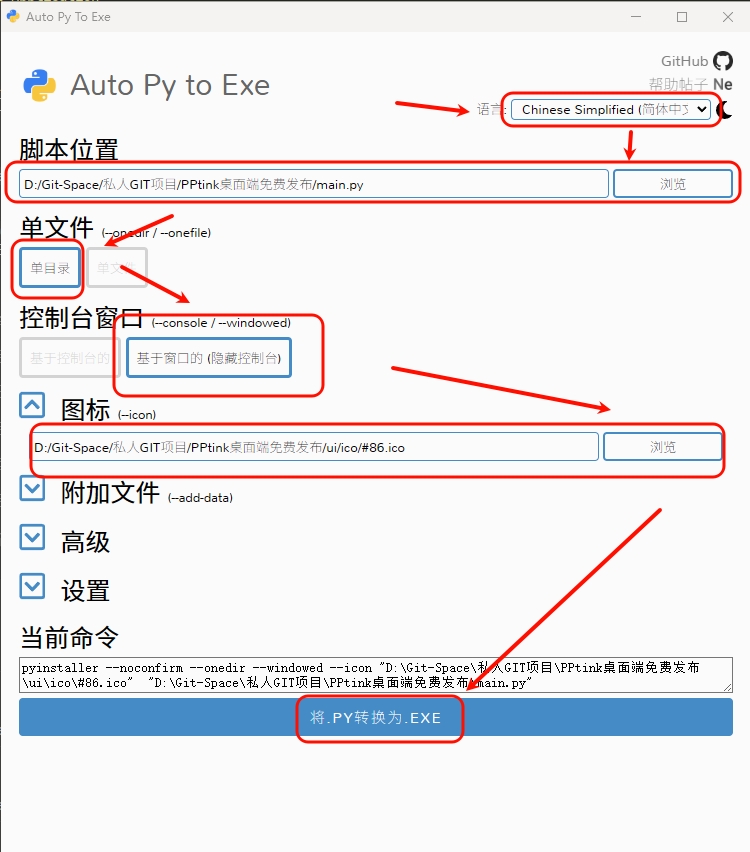 Auto Py To Exe
GitHub
Auto Py to Exe
帮助帖子 Ne
语言: Chinese Simplified (简体中文
脚本位置
D:/Git-Space/私人GIT项目/PPtink桌面端免费发布/main.py 浏览
单文件 (--onedir / --onefile)
单目录 单文件
控制台窗口 (--console / --windowed)
基于控制台的 基于窗口的 (隐藏控制台)
图标 (--icon)
D:/Git-Space/私人GIT项目/PPtink桌面端免费发布/ui/ico/#86.ico 浏览
附加文件 (--add-data)
高级
设置
当前命令
pyinstaller --noconfirm --onedir --windowed --icon "D:\Git-Space\私人GIT项目\PPtink桌面端免费发布
\ui\ico\#86.ico" "D:\Git-Space\私人GIT项目\PPtink桌面端免费发布\main.py"
将.PY转换为.EXE